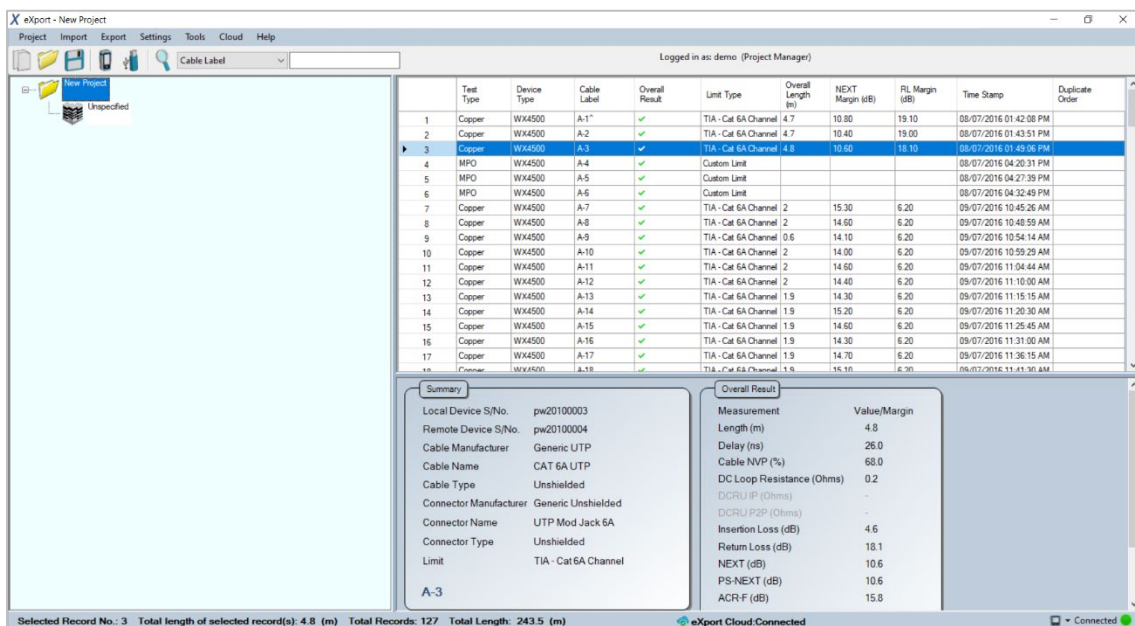 X eXport - New Project
Project Import Export Settings Tools Cloud Help
Cable Label
Logged in as: demo (Project Manager)
New Project
Unspecified
Test Type Device Type Cable Label Overall Result Limit Type Overall Length (m) NEXT Margin (dB) RL Margin (dB) Time Stamp Duplicate Order
1 Copper WX4500 A-1^ TIA - Cat 6A Channel 4.7 10.80 19.10 08/07/2016 01:42:08 PM
2 Copper WX4500 A-2 TIA - Cat 6A Channel 4.7 10.40 19.00 08/07/2016 01:43:51 PM
3 Copper WX4500 A-3 TIA - Cat 6A Channel 4.8 10.60 18.10 08/07/2016 01:49:06 PM
4 MPO WX4500 A-4 Custom Limit 08/07/2016 04:20:31 PM
5 MPO WX4500 A-5 Custom Limit 08/07/2016 04:27:39 PM
6 MPO WX4500 A-6 Custom Limit 08/07/2016 04:32:49 PM
7 Copper WX4500 A-7 TIA - Cat 6A Channel 2 15.30 6.20 09/07/2016 10:45:26 AM
8 Copper WX4500 A-8 TIA - Cat 6A Channel 2 14.60 6.20 09/07/2016 10:48:59 AM
9 Copper WX4500 A-9 TIA - Cat 6A Channel 0.6 14.10 6.20 09/07/2016 10:54:14 AM
10 Copper WX4500 A-10 TIA - Cat 6A Channel 2 14.00 6.20 09/07/2016 10:59:29 AM
11 Copper WX4500 A-11 TIA - Cat 6A Channel 2 14.60 6.20 09/07/2016 11:04:44 AM
12 Copper WX4500 A-12 TIA - Cat 6A Channel 2 14.40 6.20 09/07/2016 11:10:00 AM
13 Copper WX4500 A-13 TIA - Cat 6A Channel 1.9 14.30 6.20 09/07/2016 11:15:15 AM
14 Copper WX4500 A-14 TIA - Cat 6A Channel 1.9 15.20 6.20 09/07/2016 11:20:30 AM
15 Copper WX4500 A-15 TIA - Cat 6A Channel 1.9 14.60 6.20 09/07/2016 11:25:45 AM
16 Copper WX4500 A-16 TIA - Cat 6A Channel 1.9 14.30 6.20 09/07/2016 11:31:00 AM
17 Copper WX4500 A-17 TIA - Cat 6A Channel 1.9 14.70 6.20 09/07/2016 11:36:15 AM
18 Copper WX4500 A-18 TIA - Cat 6A Channel 1.9 15.10 6.20 09/07/2016 11:41:30 AM
Summary
Local Device S/No. pw20100003
Remote Device S/No. pw20100004
Cable Manufacturer Generic UTP
Cable Name CAT 6A UTP
Cable Type Unshielded
Connector Manufacturer Generic Unshielded
Connector Name UTP Mod Jack 6A
Connector Type Unshielded
Limit TIA - Cat 6A Channel
A-3
Overall Result
Measurement Value/Margin
Length (m) 4.8
Delay (ns) 26.0
Cable NVP (%) 68.0
DC Loop Resistance (Ohms) 0.2
DCRU IP (Ohms) -
DCRU P2P (Ohms) -
Insertion Loss (dB) 4.6
Return Loss (dB) 18.1
NEXT (dB) 10.6
PS-NEXT (dB) 10.6
ACR-F (dB) 15.8
Selected Record No.: 3 Total length of selected record(s): 4.8 (m) Total Records: 127 Total Length: 243.5 (m) eXport Cloud:Connected Connected